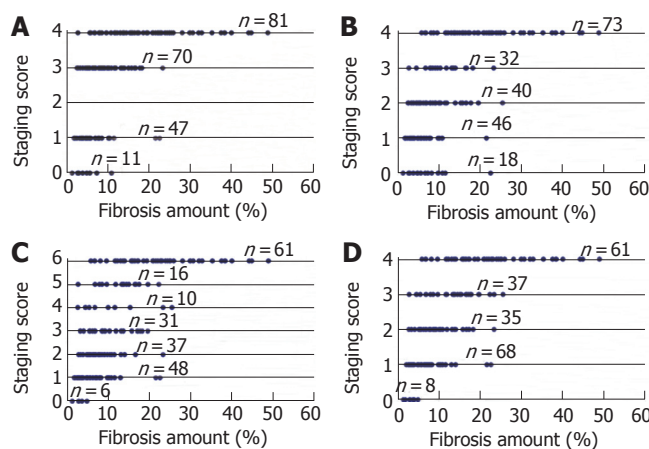 A
4
n = 81
3
n = 70
2
1
n = 47
0
n = 11
0 10 20 30 40 50 60
Staging score
Fibrosis amount (%)
B
4
n = 73
3
n = 32
2
n = 40
1
n = 46
0
n = 18
0 10 20 30 40 50 60
Staging score
Fibrosis amount (%)
C
6
n = 61
5
n = 16
4
n = 10
3
n = 31
2
n = 37
1
n = 48
0
n = 6
0 10 20 30 40 50 60
Staging score
Fibrosis amount (%)
D
4
n = 61
3
n = 37
2
n = 35
1
n = 68
0
n = 8
0 10 20 30 40 50 60
Staging score
Fibrosis amount (%)